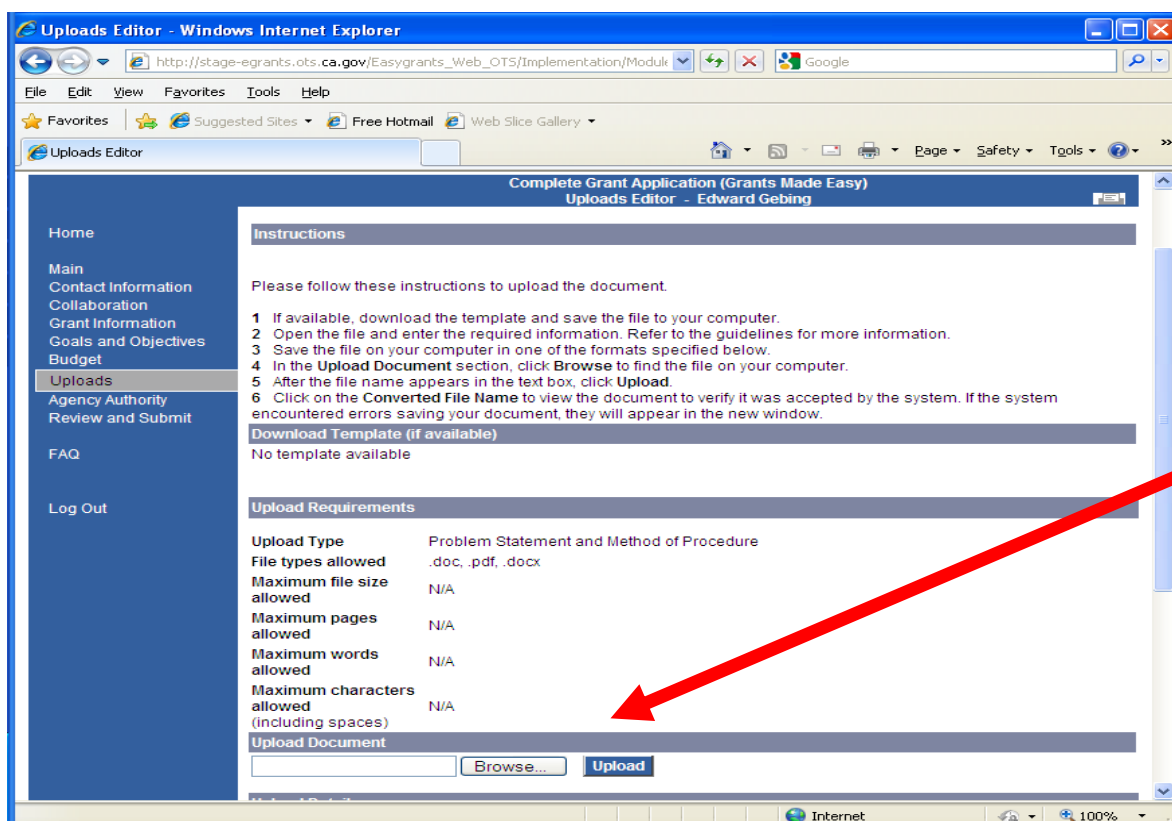 Uploads Editor - Windows Internet Explorer
http://stage-egrants.ots.ca.gov/Easygrants_Web_OTS/Implementation/Module
Google
File Edit View Favorites Tools Help
Favorites Suggested Sites Free Hotmail Web Slice Gallery
Uploads Editor
Page Safety Tools »
Complete Grant Application (Grants Made Easy)
Uploads Editor - Edward Gebing
Home
Main
Contact Information
Collaboration
Grant Information
Goals and Objectives
Budget
Uploads
Agency Authority
Review and Submit
FAQ
Log Out
Instructions
Please follow these instructions to upload the document.
1 If available, download the template and save the file to your computer.
2 Open the file and enter the required information. Refer to the guidelines for more information.
3 Save the file on your computer in one of the formats specified below.
4 In the Upload Document section, click Browse to find the file on your computer.
5 After the file name appears in the text box, click Upload.
6 Click on the Converted File Name to view the document to verify it was accepted by the system. If the system
encountered errors saving your document, they will appear in the new window.
Download Template (if available)
No template available
Upload Requirements
Upload Type Problem Statement and Method of Procedure
File types allowed .doc, .pdf, .docx
Maximum file size
allowed N/A
Maximum pages
allowed N/A
Maximum words
allowed N/A
Maximum characters
allowed N/A
(including spaces)
Upload Document
Browse... Upload
Internet 100%